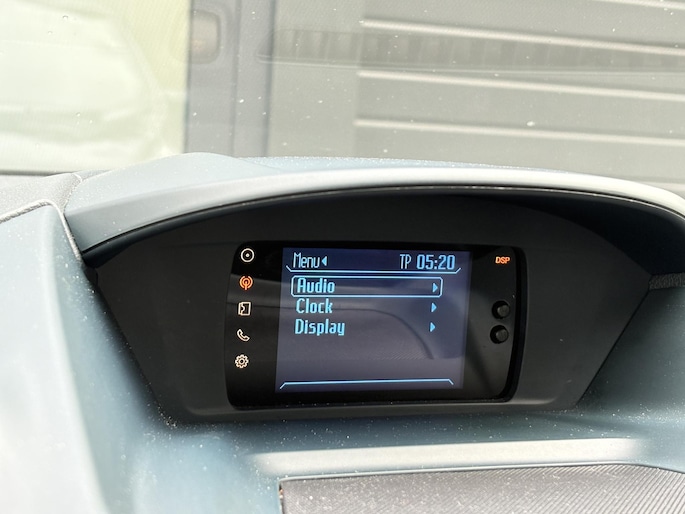 Menu TP 05:20 DSP
Audio
Clock
Display